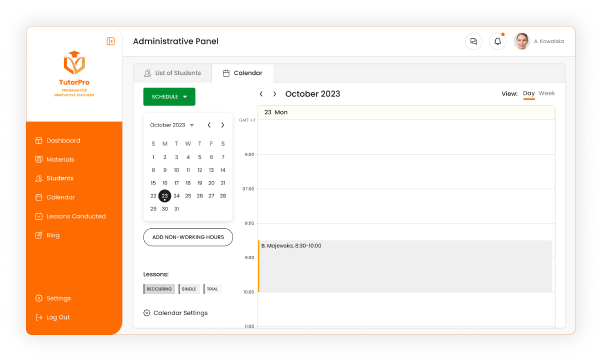 Administrative Panel
A. Kowalska
TutorPro
PROGRAM FOR
INNOVATIVE TEACHERS
Dashboard
Materials
Students
Calendar
Lessons Conducted
Blog
Settings
Log Out
List of Students
Calendar
SCHEDULE
October 2023
View: Day Week
October 2023
S M T W T F S
1 2 3 4 5 6 7
8 9 10 11 12 13 14
15 16 17 18 19 20 21
22 23 24 25 26 27 28
29 30 31
ADD NON-WORKING HOURS
Lessons:
RECCURING SINGLE TRIAL
Calendar Settings
23 Mon
GMT +2
6:00
07:00
8:00
B. Majewska, 8:30-10:00
9:00
10:00
11:00